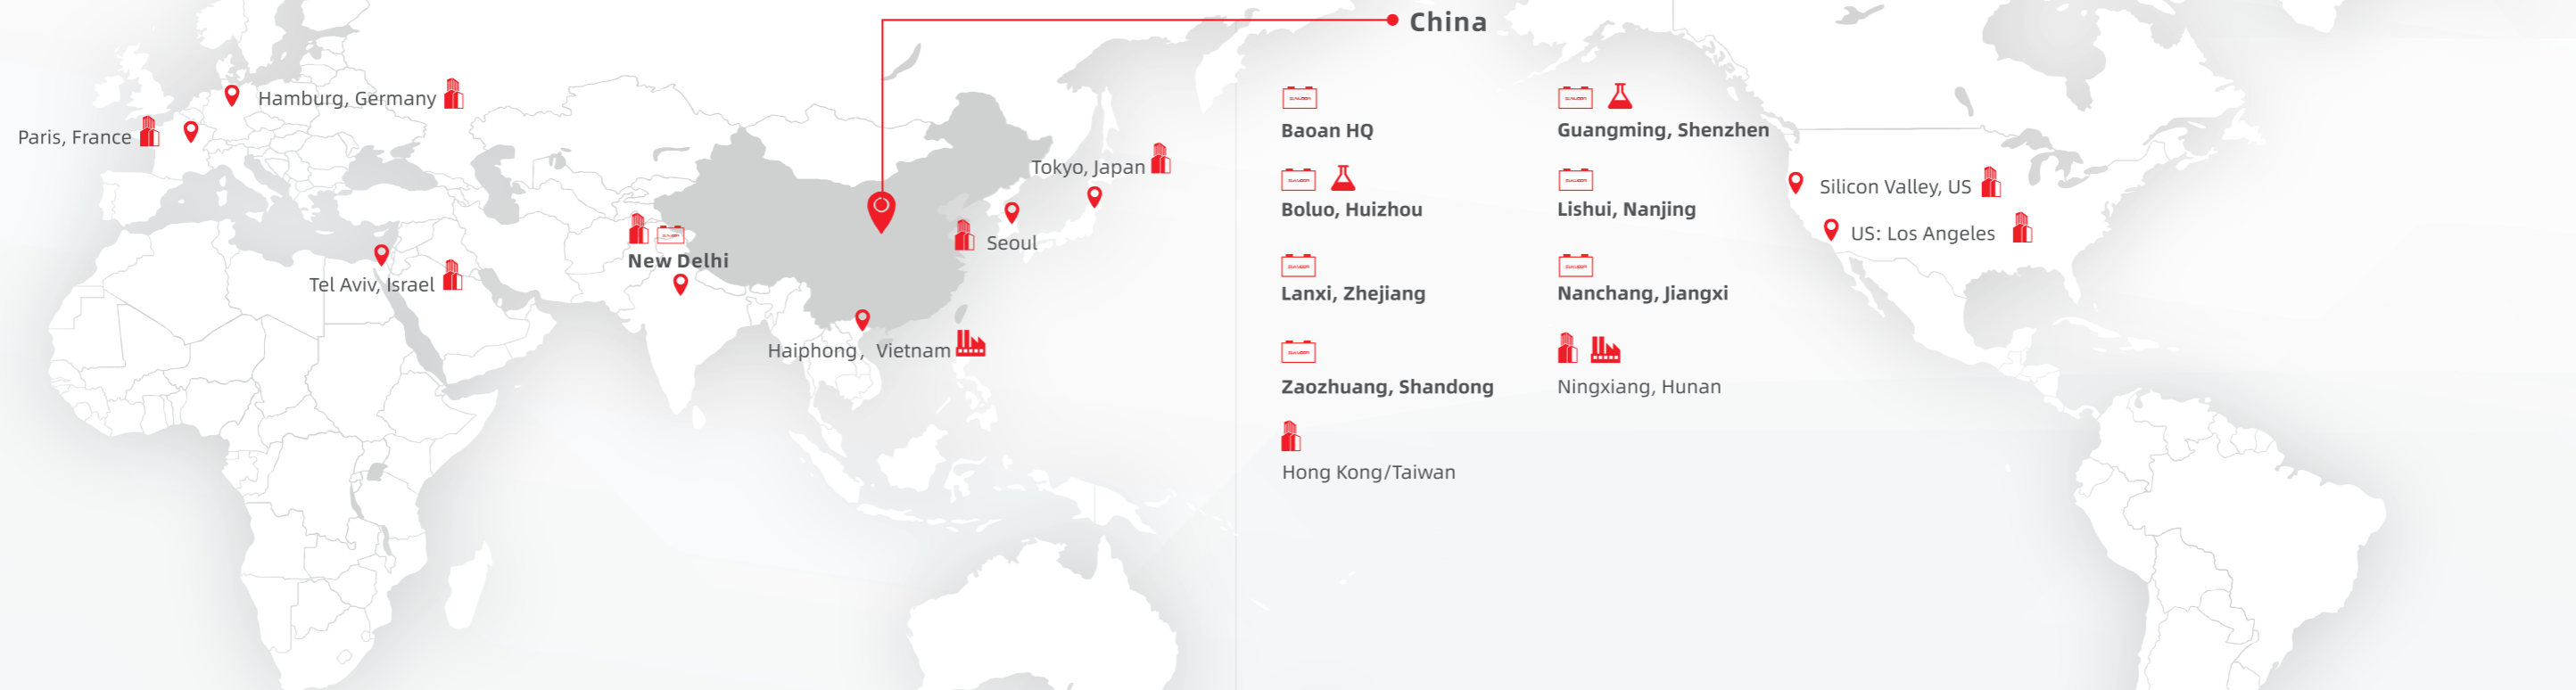 China
Hamburg, Germany
Paris, France
Tokyo, Japan
Seoul
New Delhi
Tel Aviv, Israel
Haiphong，Vietnam
Baoan HQ
Guangming, Shenzhen
Boluo, Huizhou
Lishui, Nanjing
Lanxi, Zhejiang
Nanchang, Jiangxi
Zaozhuang, Shandong
Ningxiang, Hunan
Hong Kong/Taiwan
Silicon Valley, US
US: Los Angeles